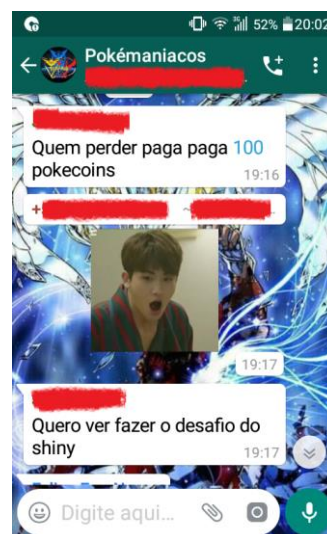 52% 20:02
Pokémaniacos
Quem perder paga paga 100
pokecoins
19:16
+ ~
19:17
Quero ver fazer o desafio do
shiny
19:17
Digite aqui...